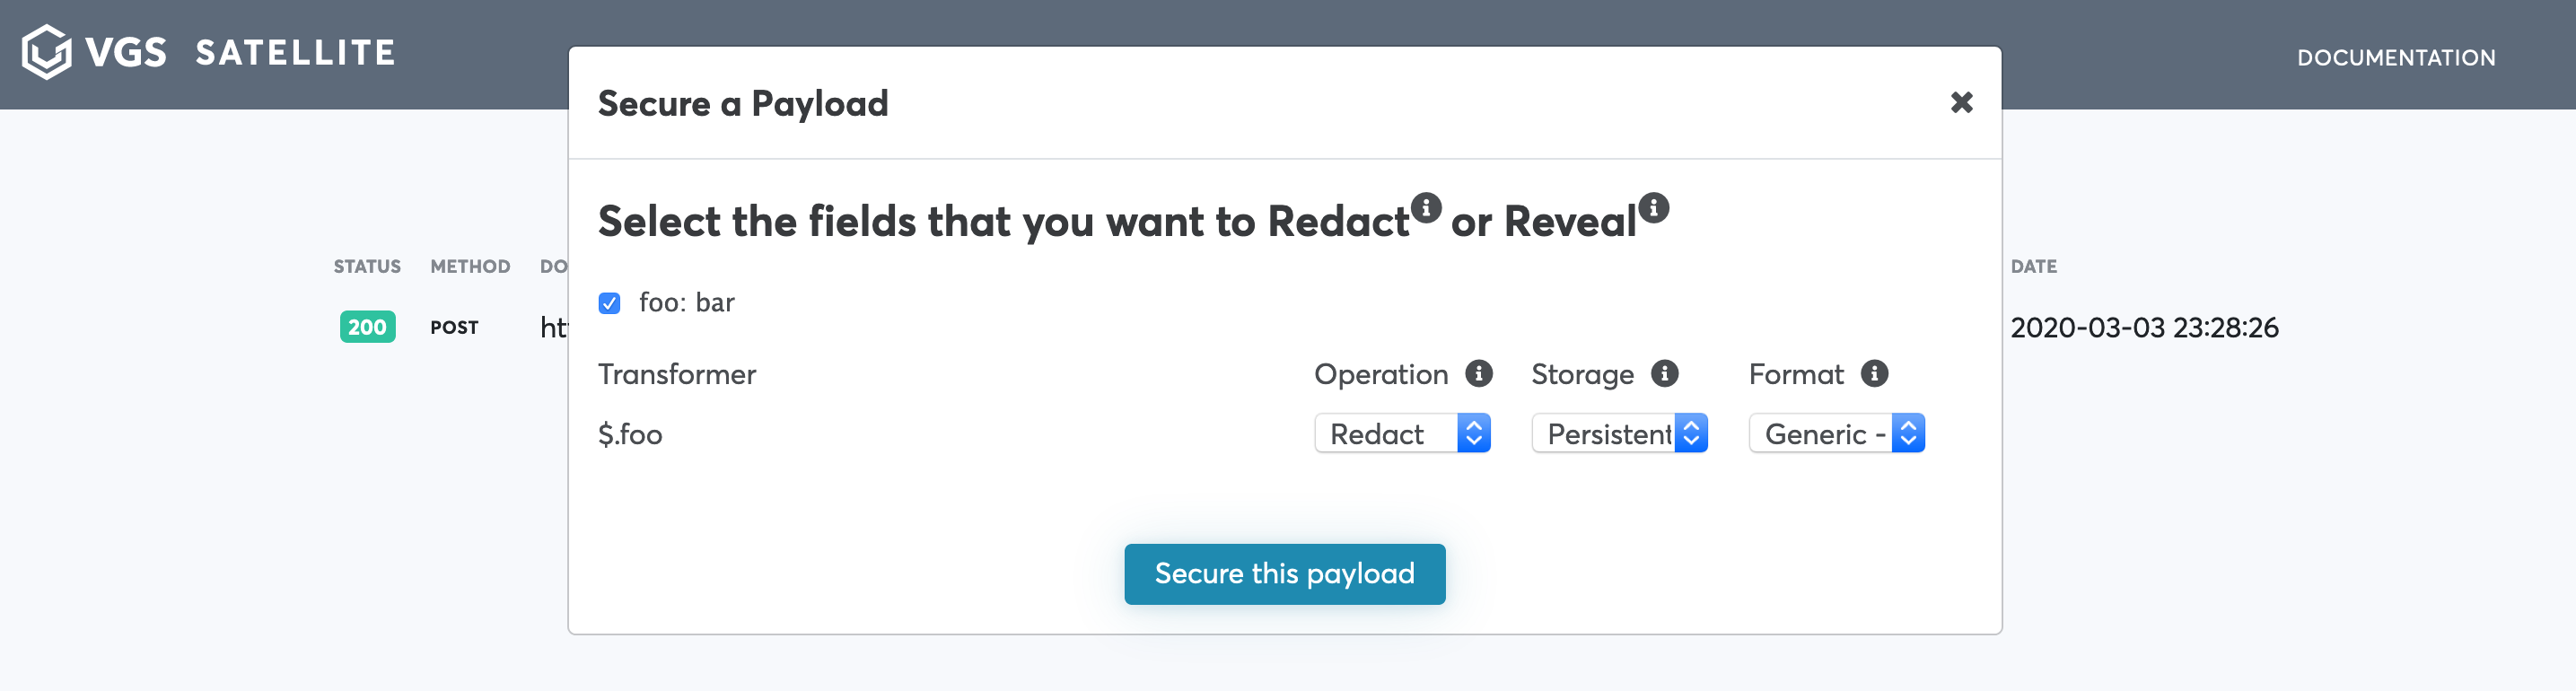 VGS SATELLITE
DOCUMENTATION
Secure a Payload
Select the fields that you want to Redact or Reveal
STATUS METHOD DO DATE
foo: bar
200 POST ht 2020-03-03 23:28:26
Transformer Operation Storage Format
$.foo Redact Persistent Generic -
Secure this payload